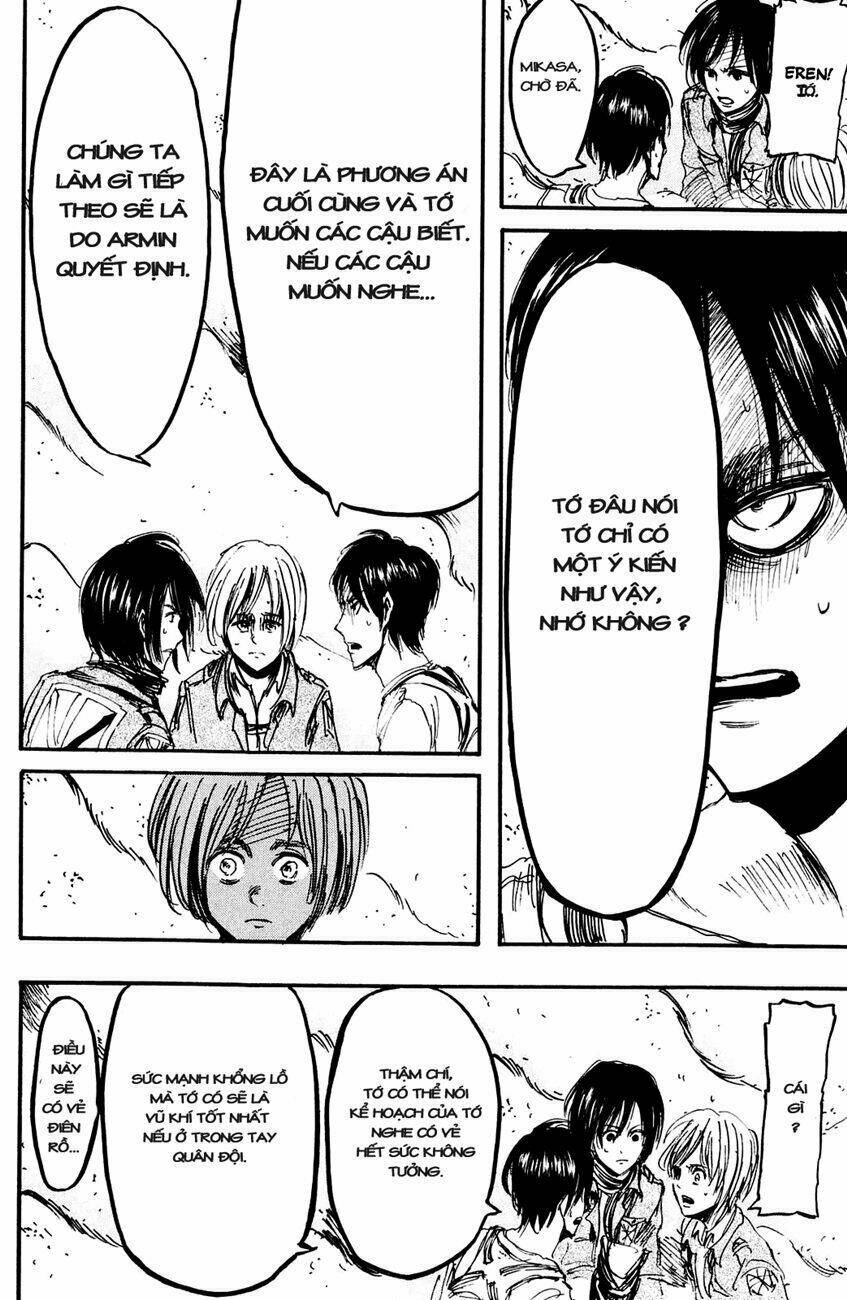 EREN!
TỚ.
MIKASA,
CHỜ ĐÃ.
TỚ ĐÂU NÓI
TỚ CHỈ CÓ
MỘT Ý KIẾN
NHƯ VẬY,
NHỚ KHÔNG ?
ĐÂY LÀ PHƯƠNG ÁN
CUỐI CÙNG VÀ TỚ
MUỐN CÁC CẬU BIẾT.
NẾU CÁC CẬU
MUỐN NGHE...
CHÚNG TA
LÀM GÌ TIẾP
THEO SẼ LÀ
DO ARMIN
QUYẾT ĐỊNH.
CÁI
GÌ
?
THẬM CHÍ,
TỚ CÓ THỂ NÓI
KẾ HOẠCH CỦA TỚ
NGHE CÓ VẺ
HẾT SỨC KHÔNG
TƯỞNG.
SỨC MẠNH KHỔNG LỒ
MÀ TỚ CÓ SẼ LÀ
VŨ KHÍ TỐT NHẤT
NẾU Ở TRONG TAY
QUÂN ĐỘI.
ĐIỀU
NÀY SẼ
CÓ VẺ
ĐIÊN RỒ...